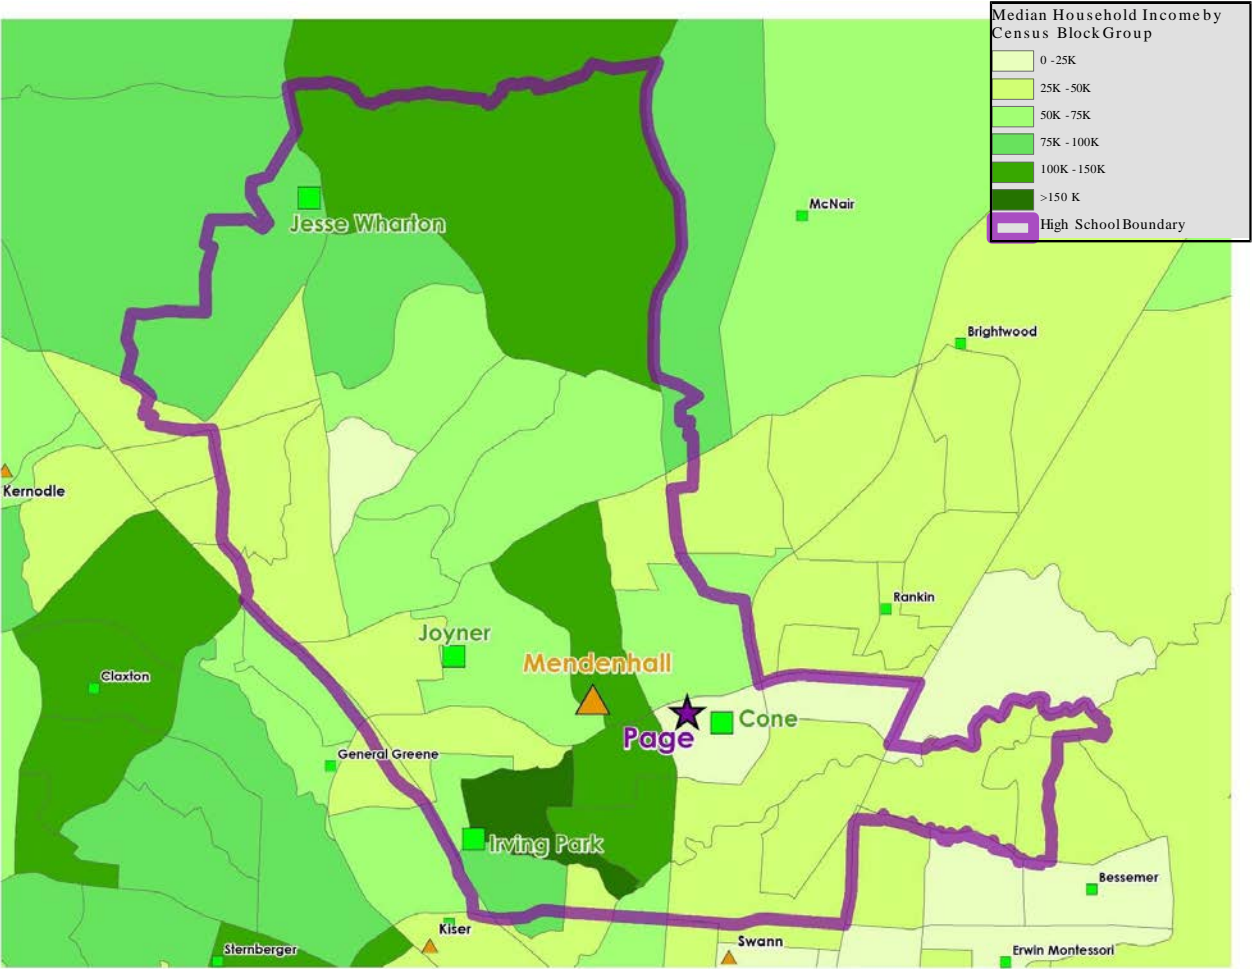 Median Household Income by
Census Block Group
0 - 25K
25K - 50K
50K - 75K
75K - 100K
100K - 150K
>150 K
High School Boundary
McNair
Jesse Wharton
Brightwood
Kernodle
Rankin
Joyner
Mendenhall
Claxton
Cone
Page
General Greene
Irving Park
Bessemer
Kiser
Swann
Sternberger
Erwin Montessori